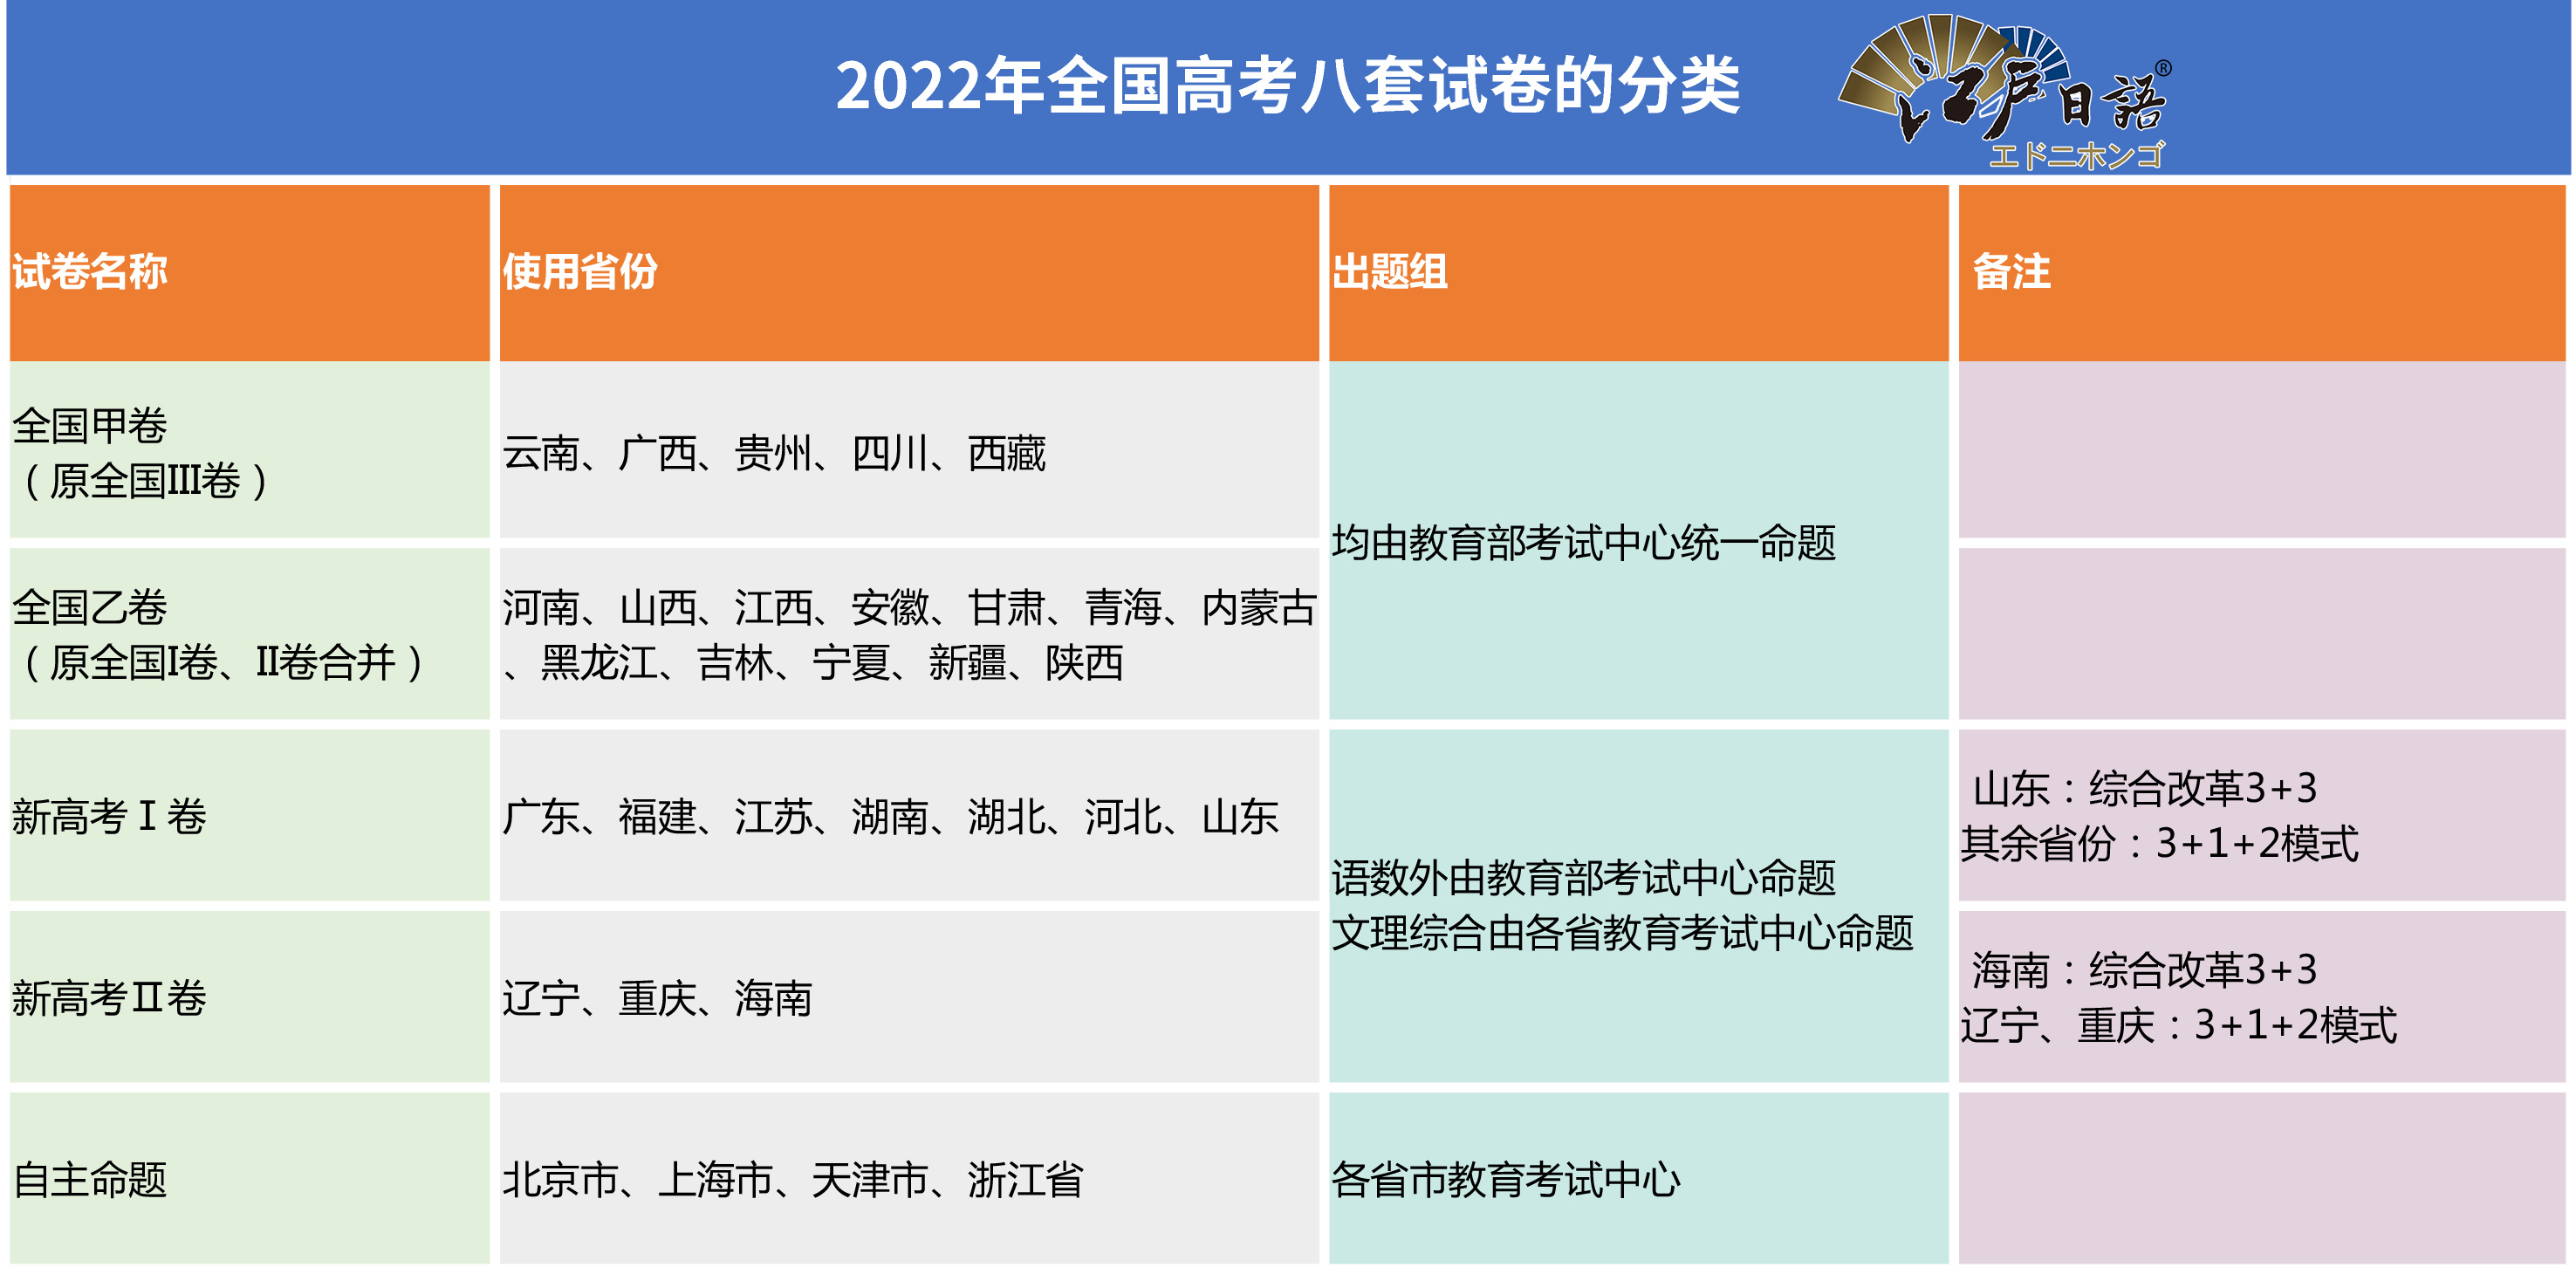 2022年全国高考八套试卷的分类
江户日語®
エドニホンゴ
试卷名称
使用省份
出题组
备注
全国甲卷
（原全国III卷）
云南、广西、贵州、四川、西藏
均由教育部考试中心统一命题
全国乙卷
（原全国I卷、II卷合并）
河南、山西、江西、安徽、甘肃、青海、内蒙古
、黑龙江、吉林、宁夏、新疆、陕西
新高考Ⅰ卷
广东、福建、江苏、湖南、湖北、河北、山东
语数外由教育部考试中心命题
文理综合由各省教育考试中心命题
山东：综合改革3+3
其余省份：3+1+2模式
新高考Ⅱ卷
辽宁、重庆、海南
海南：综合改革3+3
辽宁、重庆：3+1+2模式
自主命题
北京市、上海市、天津市、浙江省
各省市教育考试中心